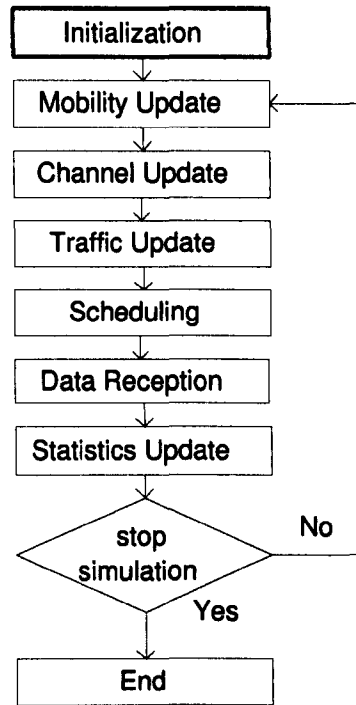 Initialization
Mobility Update
Channel Update
Traffic Update
Scheduling
Data Reception
Statistics Update
stop
simulation
No
Yes
End